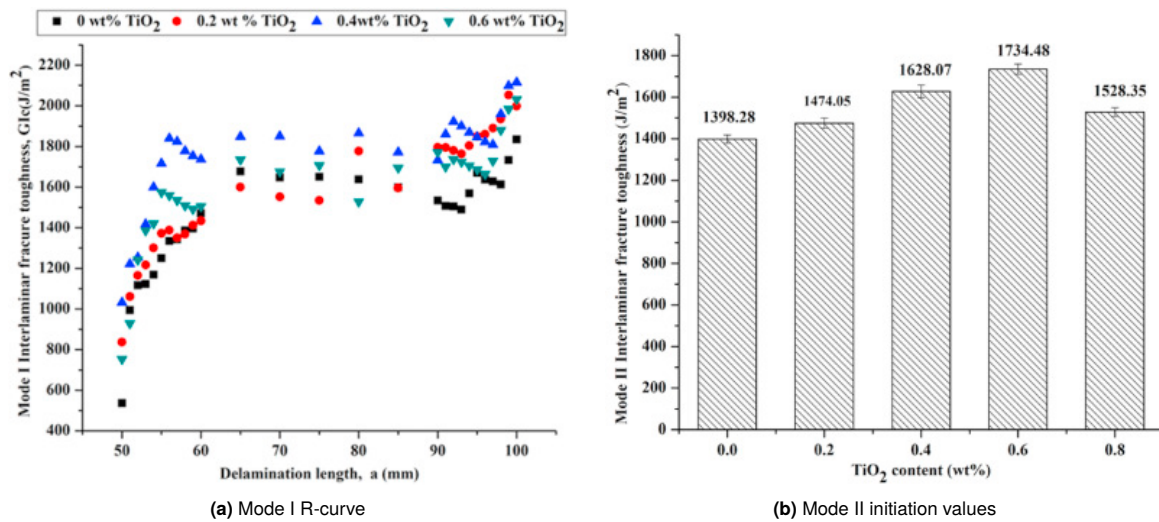 0 wt% TiO2 0.2 wt % TiO2 0.4wt% TiO2 0.6 wt% TiO2
Mode I Interlaminar fracure toughness, GIc(J/m2)
2200
2000
1800
1600
1400
1200
1000
800
600
400
50 60 70 80 90 100
Delamination length, a (mm)
(a) Mode I R-curve
Mode II Interlaminar fracture toughness (J/m2)
1800
1600
1400
1200
1000
800
600
400
200
0
1398.28
1474.05
1628.07
1734.48
1528.35
0.0 0.2 0.4 0.6 0.8
TiO2 content (wt%)
(b) Mode II initiation values